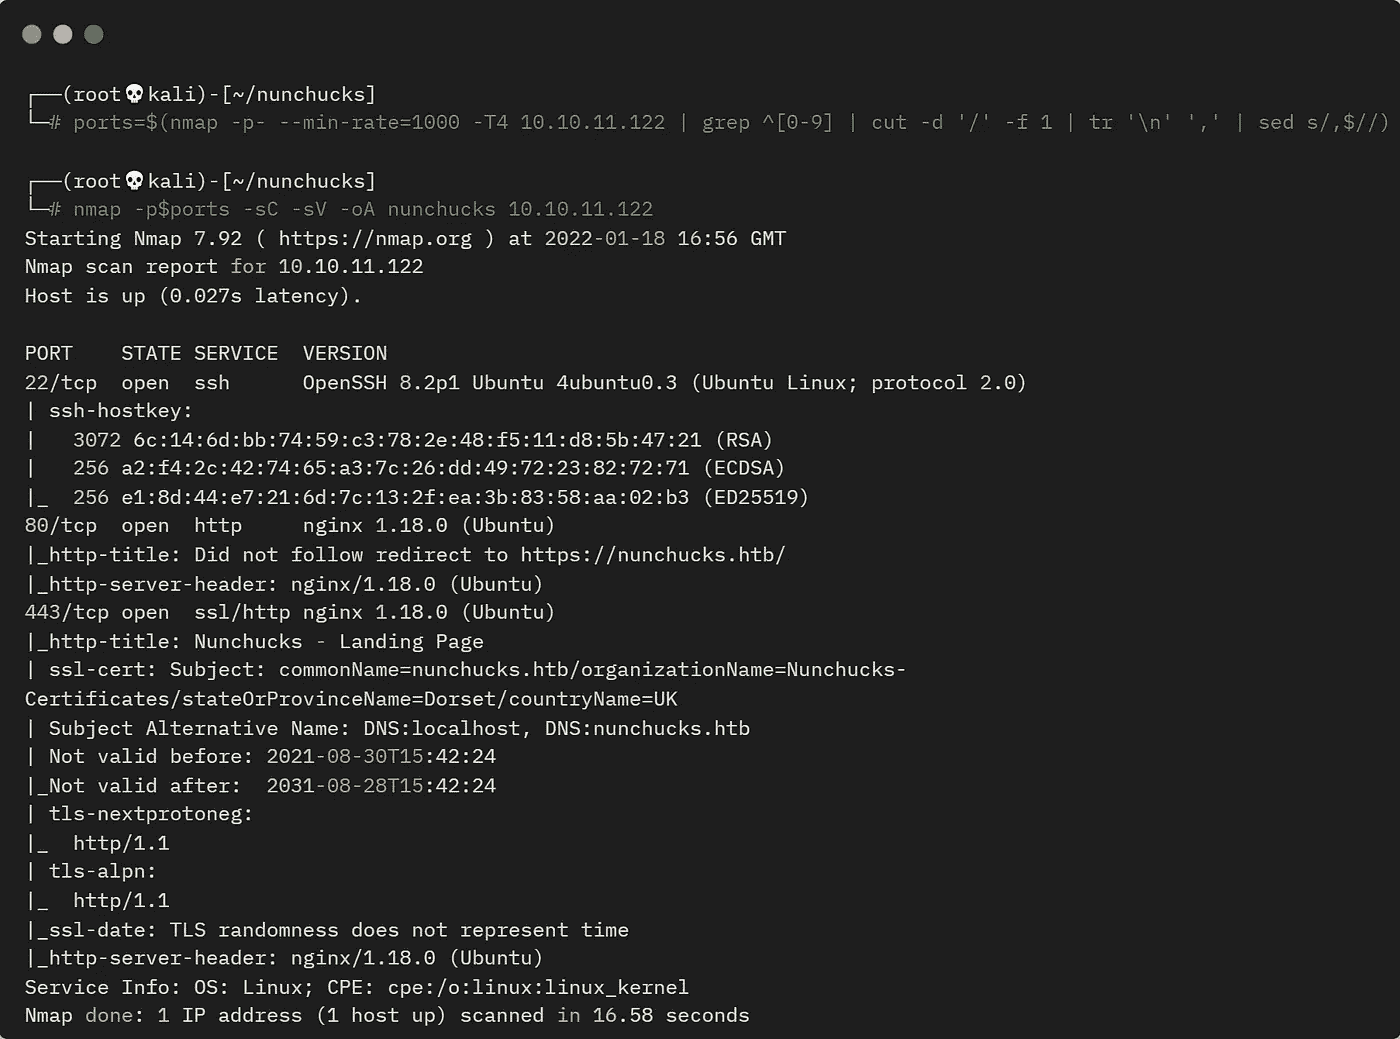 ┌──(root💀kali)-[~/nunchucks]
└─# ports=$(nmap -p- --min-rate=1000 -T4 10.10.11.122 | grep ^[0-9] | cut -d '/' -f 1 | tr '\n' ',' | sed s/,$//)
┌──(root💀kali)-[~/nunchucks]
└─# nmap -p$ports -sC -sV -oA nunchucks 10.10.11.122
Starting Nmap 7.92 ( https://nmap.org ) at 2022-01-18 16:56 GMT
Nmap scan report for 10.10.11.122
Host is up (0.027s latency).
PORT    STATE SERVICE  VERSION
22/tcp  open  ssh      OpenSSH 8.2p1 Ubuntu 4ubuntu0.3 (Ubuntu Linux; protocol 2.0)
| ssh-hostkey:
|   3072 6c:14:6d:bb:74:59:c3:78:2e:48:f5:11:d8:5b:47:21 (RSA)
|   256 a2:f4:2c:42:74:65:a3:7c:26:dd:49:72:23:82:72:71 (ECDSA)
|_  256 e1:8d:44:e7:21:6d:7c:13:2f:ea:3b:83:58:aa:02:b3 (ED25519)
80/tcp  open  http     nginx 1.18.0 (Ubuntu)
|_http-title: Did not follow redirect to https://nunchucks.htb/
|_http-server-header: nginx/1.18.0 (Ubuntu)
443/tcp open  ssl/http nginx 1.18.0 (Ubuntu)
|_http-title: Nunchucks - Landing Page
| ssl-cert: Subject: commonName=nunchucks.htb/organizationName=Nunchucks-
Certificates/stateOrProvinceName=Dorset/countryName=UK
| Subject Alternative Name: DNS:localhost, DNS:nunchucks.htb
| Not valid before: 2021-08-30T15:42:24
|_Not valid after:  2031-08-28T15:42:24
| tls-nextprotoneg:
|_  http/1.1
| tls-alpn:
|_  http/1.1
|_ssl-date: TLS randomness does not represent time
|_http-server-header: nginx/1.18.0 (Ubuntu)
Service Info: OS: Linux; CPE: cpe:/o:linux:linux_kernel
Nmap done: 1 IP address (1 host up) scanned in 16.58 seconds